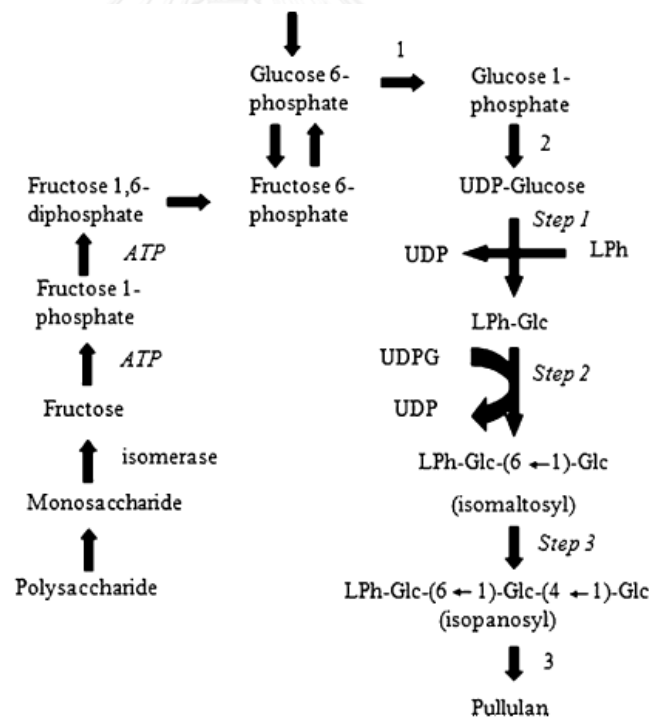 1
Glucose 6-
phosphate
Glucose 1-
phosphate
2
Fructose 1,6-
diphosphate
Fructose 6-
phosphate
UDP-Glucose
Step 1
ATP
UDP
LPh
Fructose 1-
phosphate
LPh-Glc
ATP
UDPG
Step 2
Fructose
UDP
isomerase
LPh-Glc-(6 ←1)-Glc
Monosaccharide
(isomaltosyl)
Step 3
Polysaccharide
LPh-Glc-(6 ← 1)-Glc-(4 ← 1)-Glc
(isopanosyl)
3
Pullulan